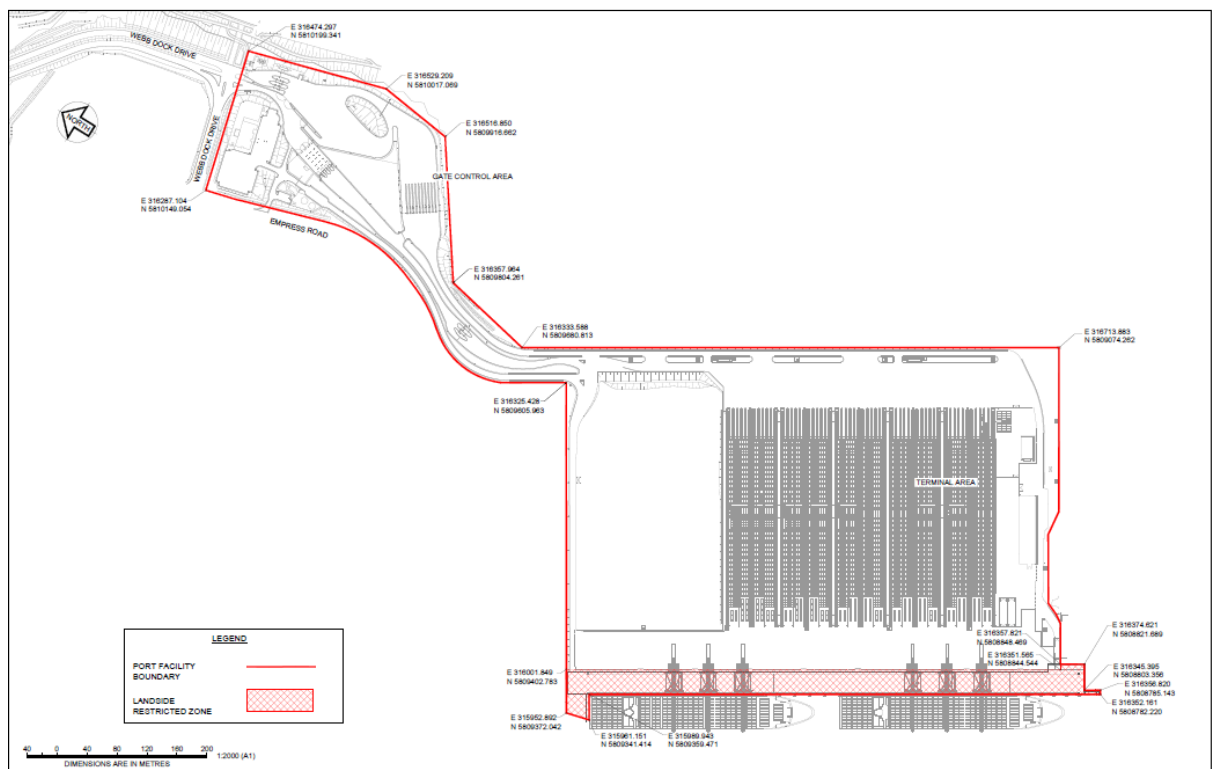 E 316474.297
N 5810199.341
WEBB DOCK DRIVE
E 316529.209
N 5810017.069
NORTH
E 316516.850
N 5809916.662
WEBB DOCK DRIVE
GATE CONTROL AREA
E 316287.104
N 5810149.054
EMPRESS ROAD
E 316357.964
N 5809804.261
E 316333.588
N 5809680.813
E 316713.883
N 5809074.262
E 316325.428
N 5809605.963
TERMINAL AREA
E 316374.621
N 5808821.689
E 316357.821
N 5808848.469
E 316351.565
N 5808844.544
E 316345.395
N 5808803.356
E 316356.820
N 5808785.143
E 316352.161
N 5808782.220
E 316001.849
N 5809402.783
E 315952.892
N 5809372.042
E 315961.151
N 5809341.414
E 315989.943
N 5809359.471
LEGEND
PORT FACILITY
BOUNDARY
LANDSIDE
RESTRICTED ZONE
40 0 40 80 120 160 200
1:2000 (A1)
DIMENSIONS ARE IN METRES